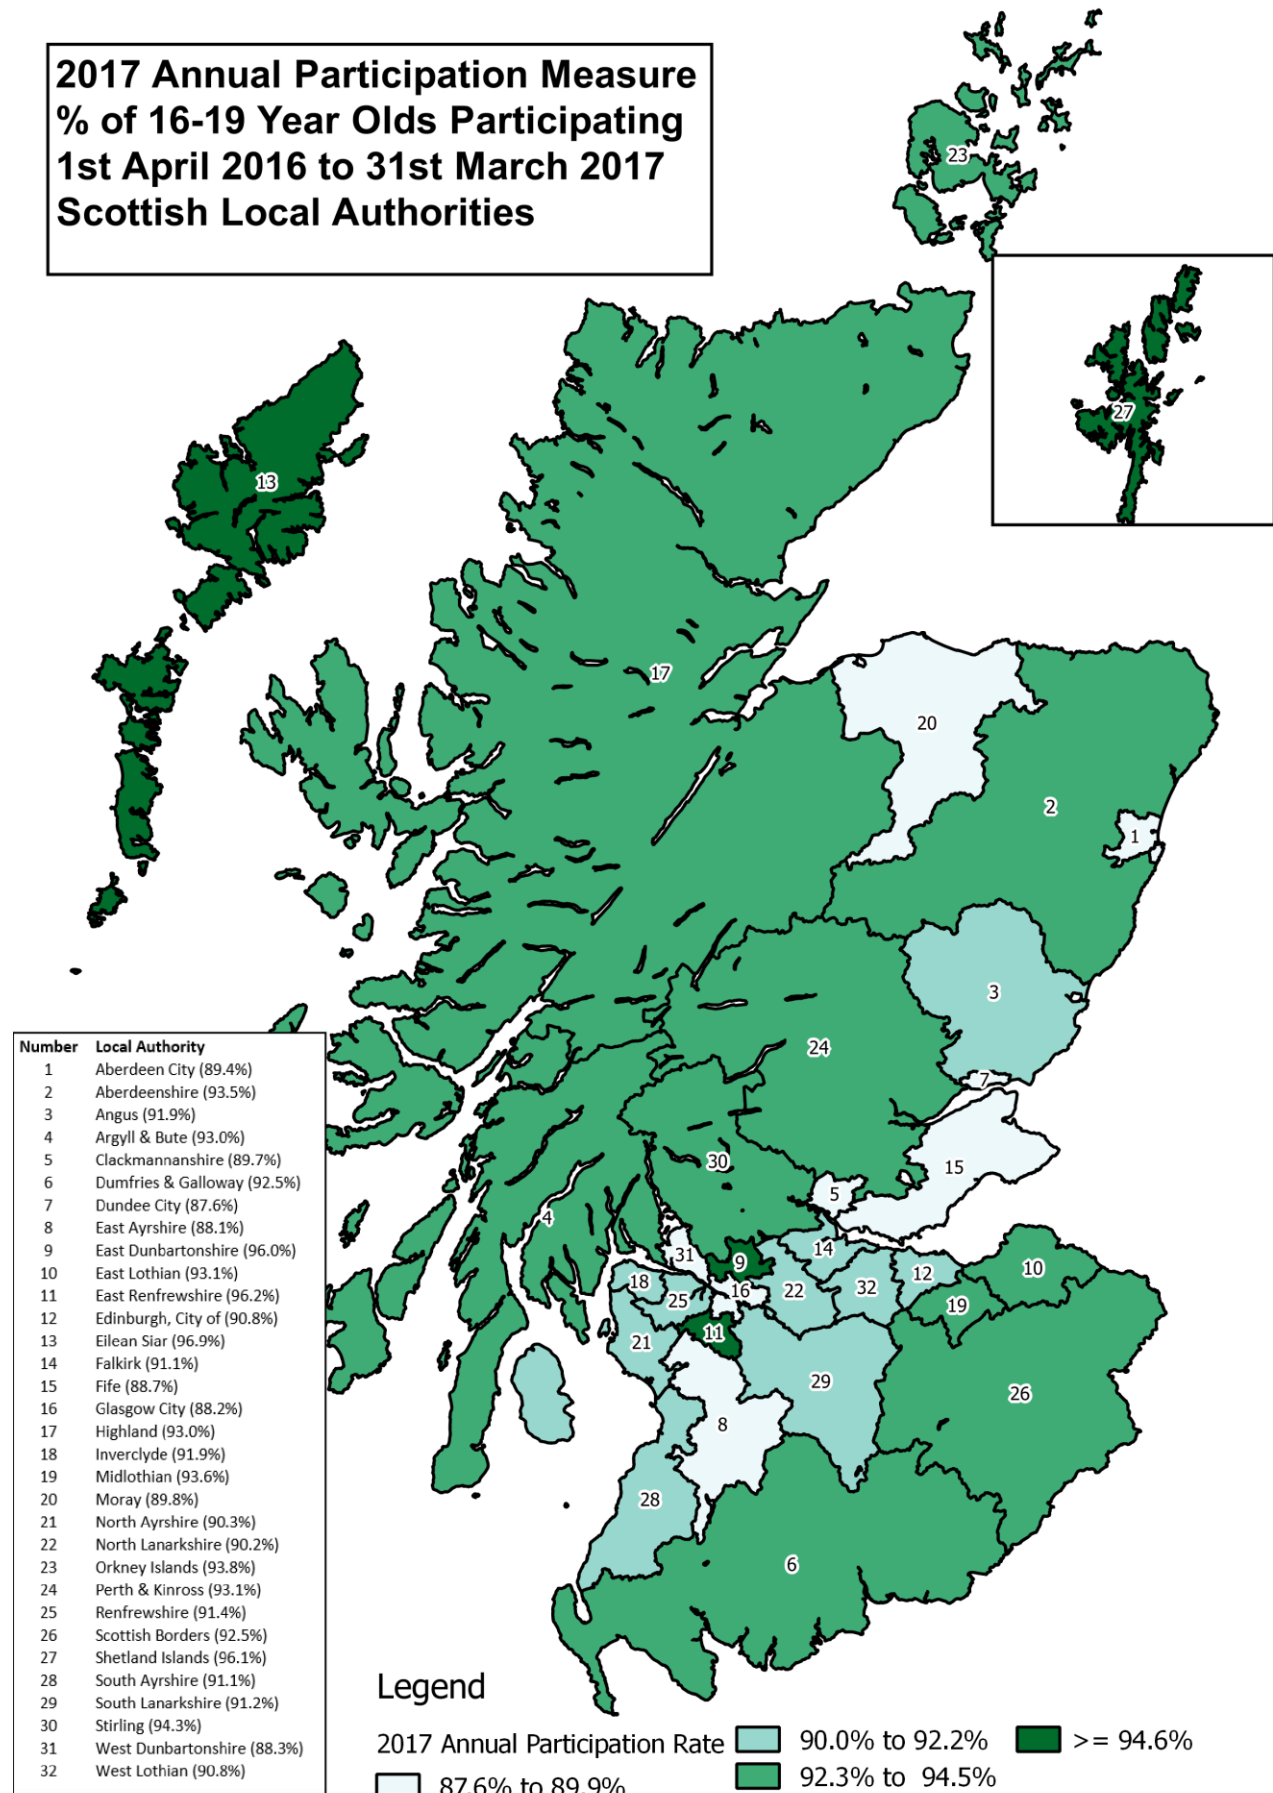 2017 Annual Participation Measure
% of 16-19 Year Olds Participating
1st April 2016 to 31st March 2017
Scottish Local Authorities
23
27
13
17
20
2
1
3
24
7
15
30
5
4
31
9
14
12
10
18
16
22
32
25
19
11
21
29
26
8
28
6
Number Local Authority
1 Aberdeen City (89.4%)
2 Aberdeenshire (93.5%)
3 Angus (91.9%)
4 Argyll & Bute (93.0%)
5 Clackmannanshire (89.7%)
6 Dumfries & Galloway (92.5%)
7 Dundee City (87.6%)
8 East Ayrshire (88.1%)
9 East Dunbartonshire (96.0%)
10 East Lothian (93.1%)
11 East Renfrewshire (96.2%)
12 Edinburgh, City of (90.8%)
13 Eilean Siar (96.9%)
14 Falkirk (91.1%)
15 Fife (88.7%)
16 Glasgow City (88.2%)
17 Highland (93.0%)
18 Inverclyde (91.9%)
19 Midlothian (93.6%)
20 Moray (89.8%)
21 North Ayrshire (90.3%)
22 North Lanarkshire (90.2%)
23 Orkney Islands (93.8%)
24 Perth & Kinross (93.1%)
25 Renfrewshire (91.4%)
26 Scottish Borders (92.5%)
27 Shetland Islands (96.1%)
28 South Ayrshire (91.1%)
29 South Lanarkshire (91.2%)
30 Stirling (94.3%)
31 West Dunbartonshire (88.3%)
32 West Lothian (90.8%)
Legend
2017 Annual Participation Rate
87.6% to 89.9%
90.0% to 92.2%
92.3% to 94.5%
>= 94.6%